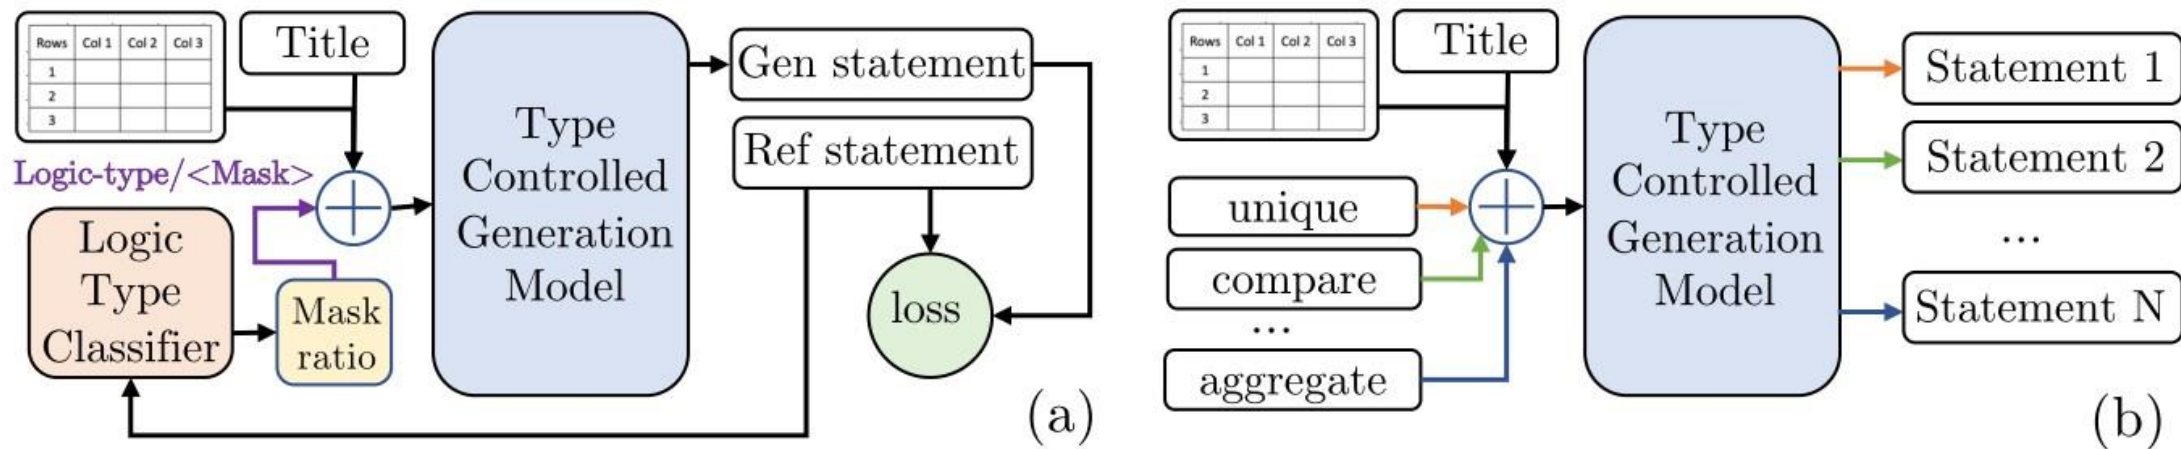 Rows Col 1 Col 2 Col 3
1
2
3
Title
Logic-type/<Mask>
Logic
Type
Classifier
Mask
ratio
Type
Controlled
Generation
Model
Gen statement
Ref statement
loss
(a)
Rows Col 1 Col 2 Col 3
1
2
3
Title
unique
compare
...
aggregate
Type
Controlled
Generation
Model
Statement 1
Statement 2
...
Statement N
(b)